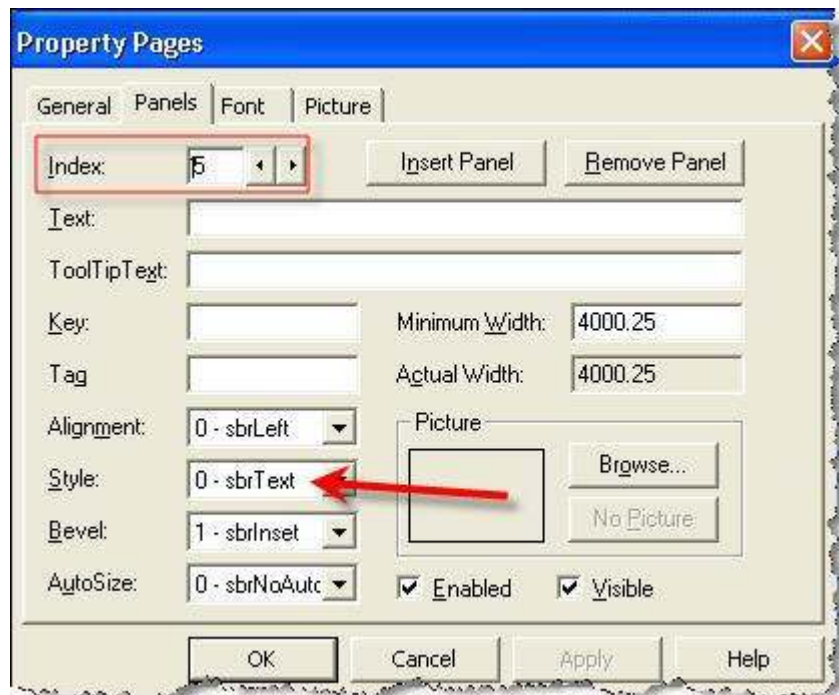 Property Pages
General Panels Font Picture
Index: 5 Insert Panel Remove Panel
Text:
ToolTipText:
Key: Minimum Width: 4000.25
Tag Actual Width: 4000.25
Alignment: 0 - sbrLeft Picture
Style: 0 - sbrText Browse...
Bevel: 1 - sbrInset No Picture
AutoSize: 0 - sbrNoAuto Enabled Visible
OK Cancel Apply Help